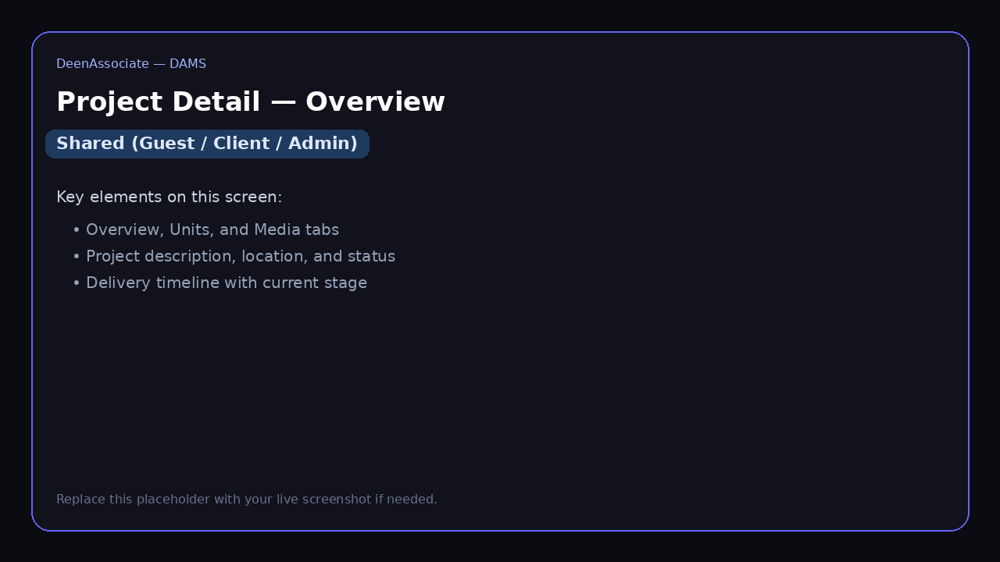 DeenAssociate — DAMS
Project Detail — Overview
Shared (Guest / Client / Admin)
Key elements on this screen:
• Overview, Units, and Media tabs
• Project description, location, and status
• Delivery timeline with current stage
Replace this placeholder with your live screenshot if needed.